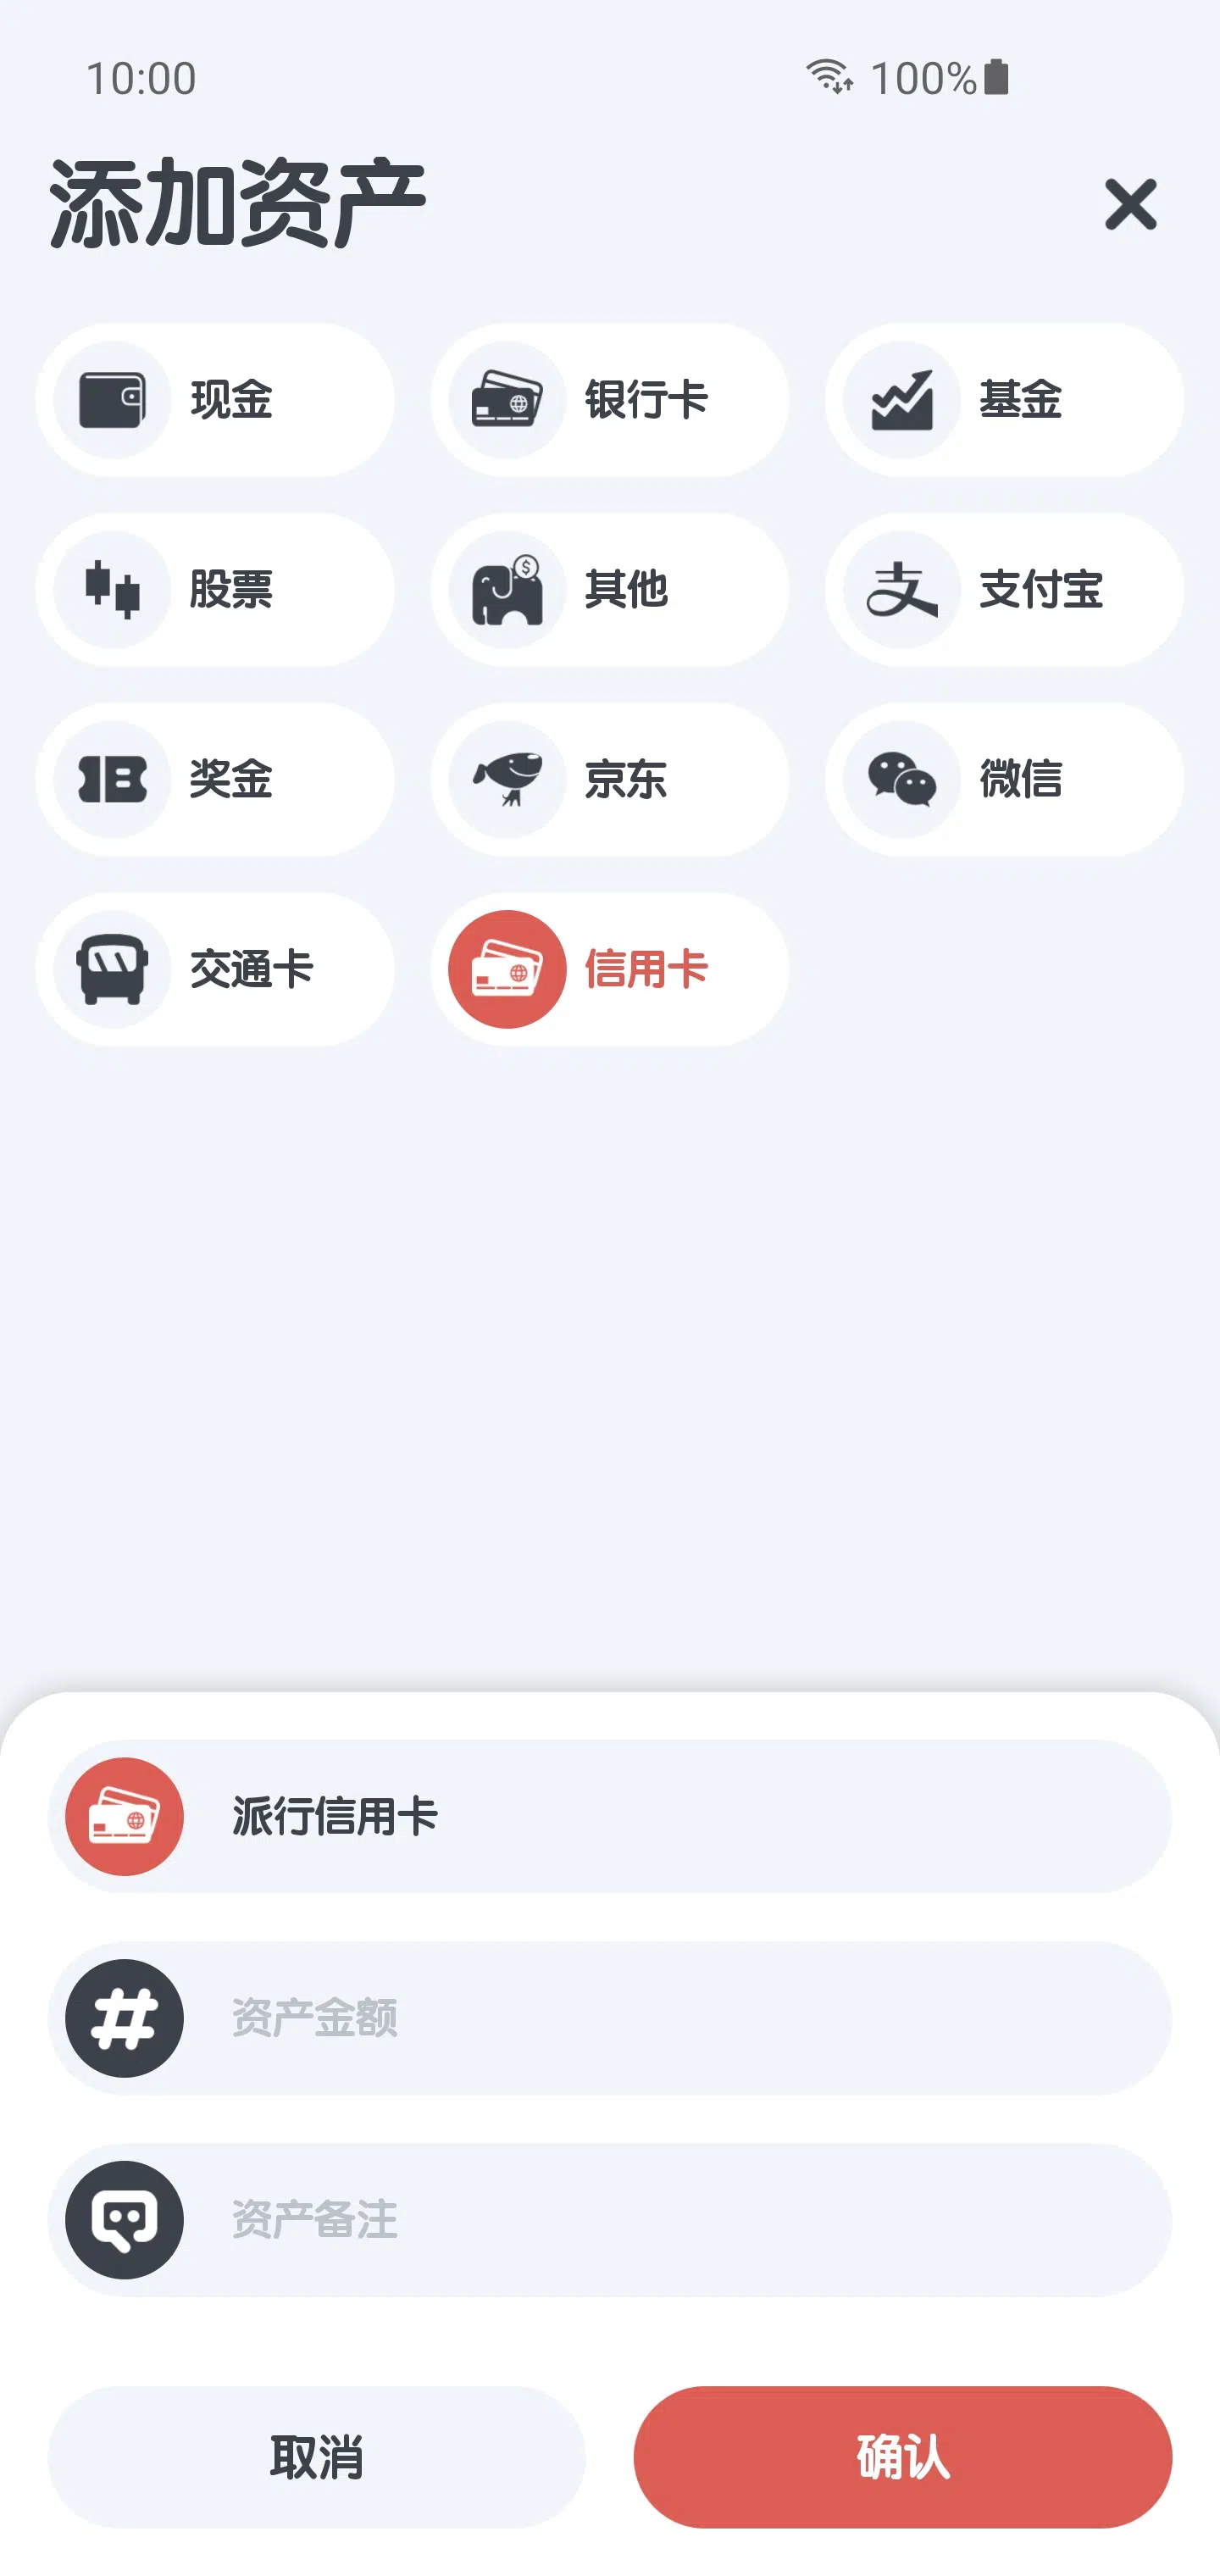 10:00 100%
添加资产
现金 银行卡 基金
股票 其他 支付宝
奖金 京东 微信
交通卡 信用卡
派行信用卡
资产金额
资产备注
取消 确认